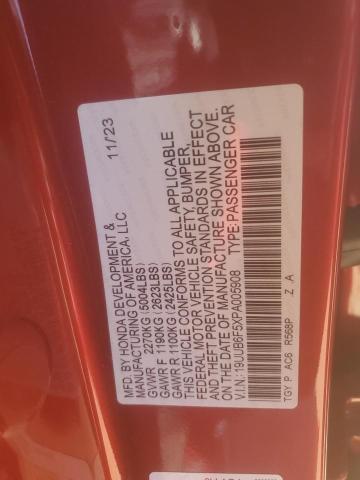 MFD. BY HONDA DEVELOPMENT &
MANUFACTURING OF AMERICA, LLC 11/'23
GVWR 2270KG (5004LBS)
GAWR F 1190KG (2623LBS)
GAWR R 1100KG (2425LBS)
THIS VEHICLE CONFORMS TO ALL APPLICABLE
FEDERAL MOTOR VEHICLE SAFETY, BUMPER,
AND THEFT PREVENTION STANDARDS IN EFFECT
ON THE DATE OF MANUFACTURE SHOWN ABOVE.
V.I.N.: 19UUB6F5XPA005908 TYPE: PASSENGER CAR
TGY P AC6 R568P Z A